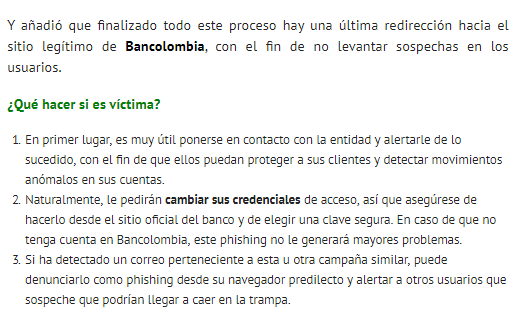 Y añadió que finalizado todo este proceso hay una última redirección hacia el
sitio legítimo de Bancolombia, con el fin de no levantar sospechas en los
usuarios.
¿Qué hacer si es víctima?
1. En primer lugar, es muy útil ponerse en contacto con la entidad y alertarle de lo
sucedido, con el fin de que ellos puedan proteger a sus clientes y detectar movimientos
anómalos en sus cuentas.
2. Naturalmente, le pedirán cambiar sus credenciales de acceso, así que asegúrese de
hacerlo desde el sitio oficial del banco y de elegir una clave segura. En caso de que no
tenga cuenta en Bancolombia, este phishing no le generará mayores problemas.
3. Si ha detectado un correo perteneciente a esta u otra campaña similar, puede
denunciarlo como phishing desde su navegador predilecto y alertar a otros usuarios que
sospeche que podrían llegar a caer en la trampa.